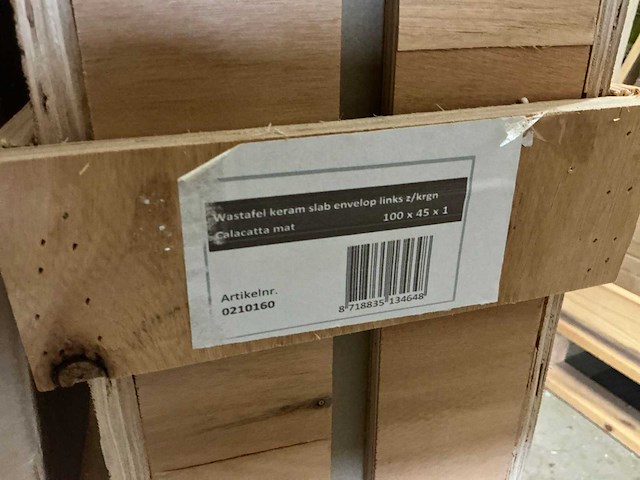 Wastafel keram slab envelop links z/krgn
Calacatta mat 100 x 45 x 1
Artikelnr.
0210160
8 718835 134648